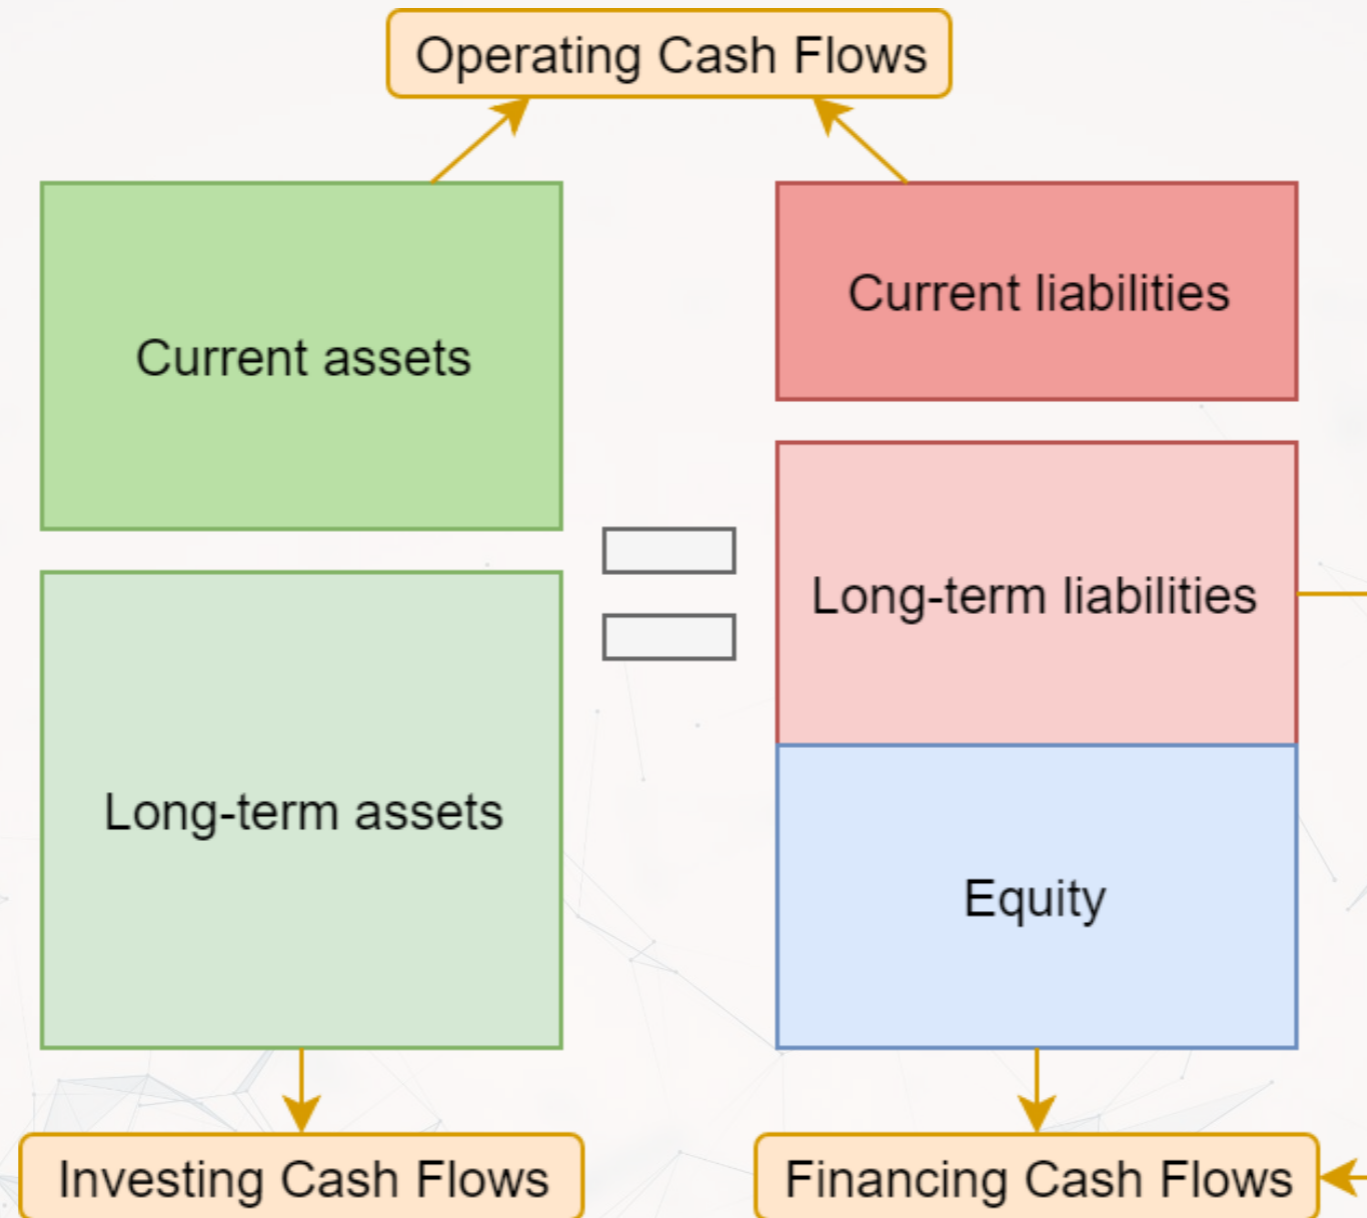 Operating Cash Flows
Current assets
Current liabilities
Long-term liabilities
Long-term assets
Equity
Investing Cash Flows
Financing Cash Flows